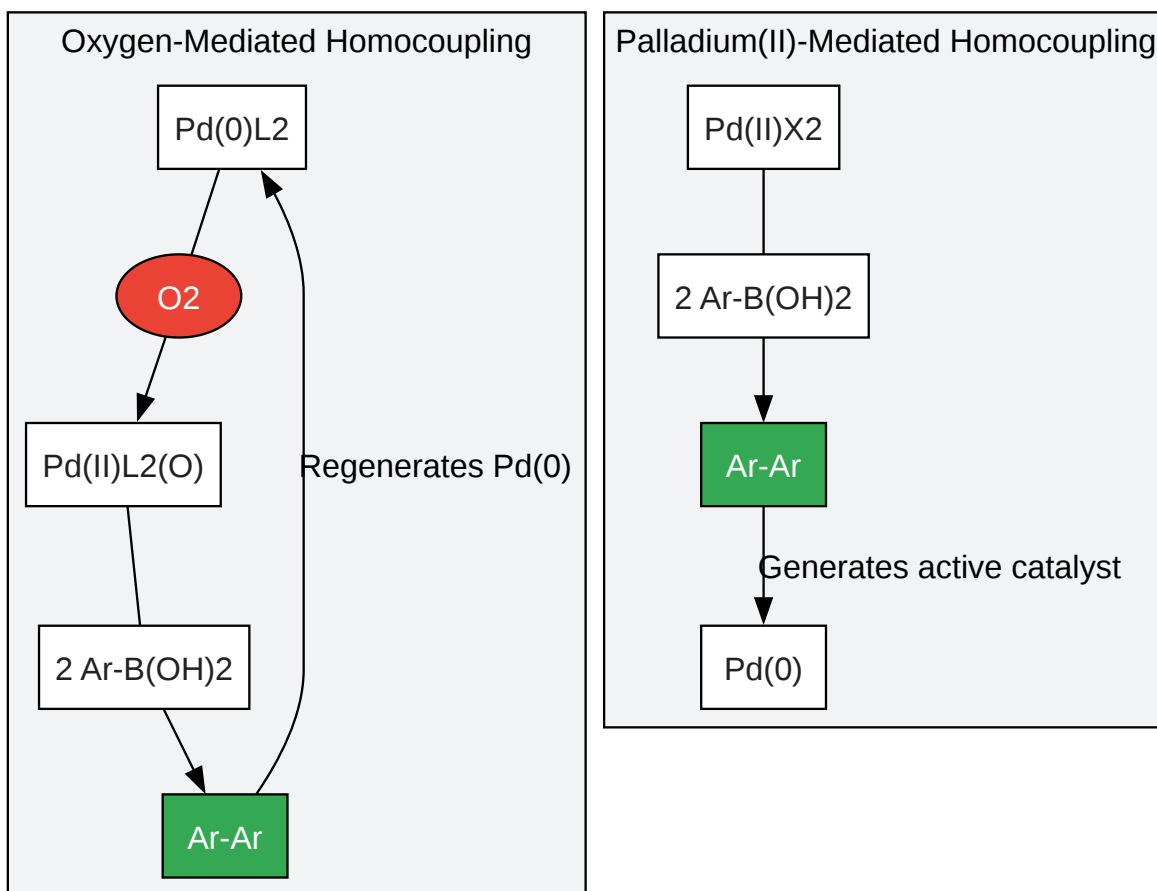 Oxygen-Mediated Homocoupling
Pd(0)L2
O2
Pd(II)L2(O)
Regenerates Pd(0)
2 Ar-B(OH)2
Ar-Ar
Palladium(II)-Mediated Homocoupling
Pd(II)X2
2 Ar-B(OH)2
Ar-Ar
Generates active catalyst
Pd(0)